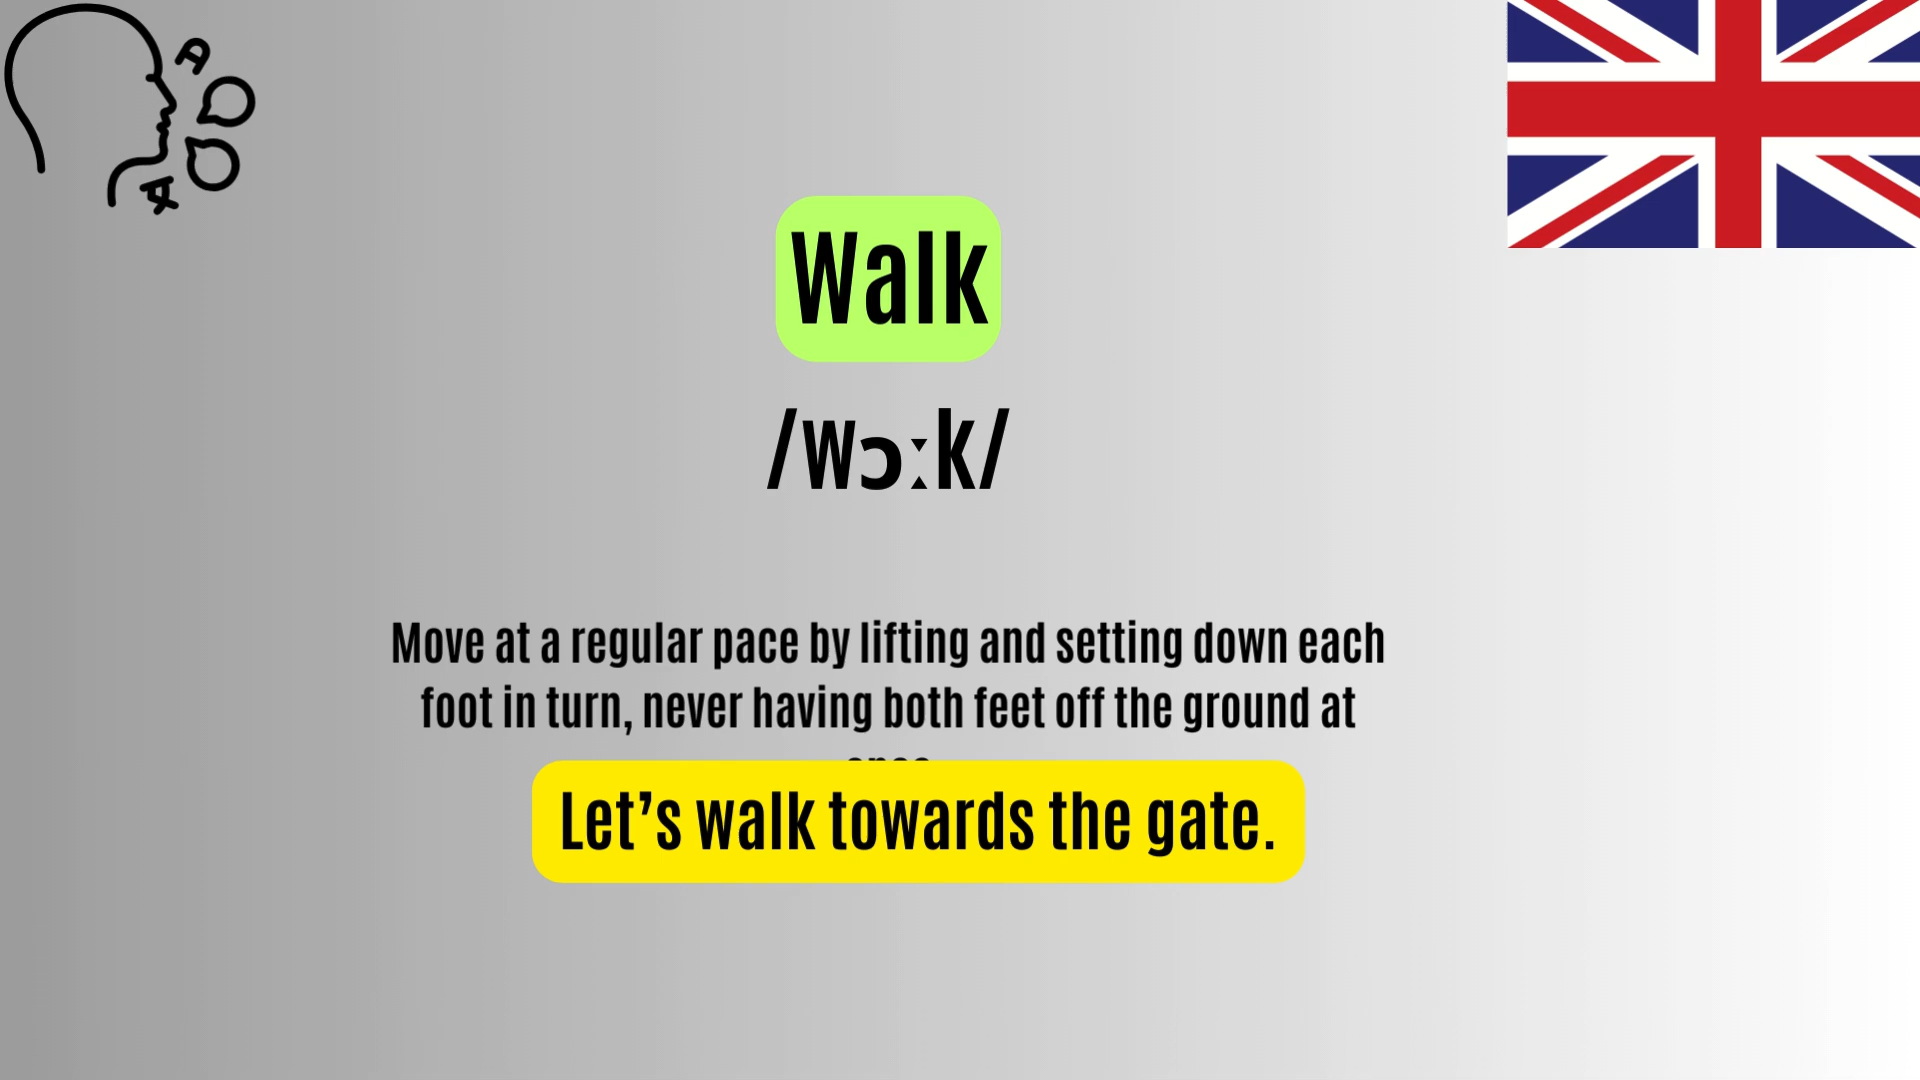 Walk
/wɔːk/
Move at a regular pace by lifting and setting down each
foot in turn, never having both feet off the ground at
Let’s walk towards the gate.